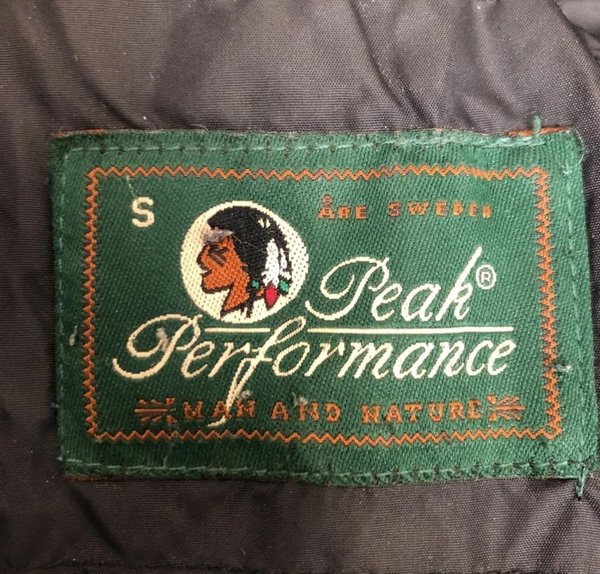 S
ÅRE SWEDEN
Peak®
Performance
MAN AND NATURE